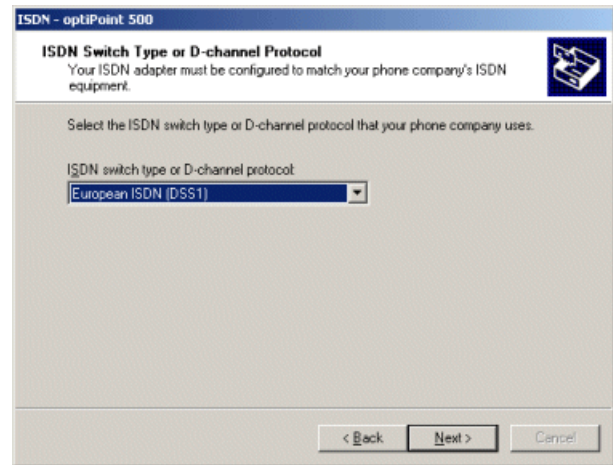 ISDN - optiPoint 500
ISDN Switch Type or D-channel Protocol
Your ISDN adapter must be configured to match your phone company's ISDN
equipment.
Select the ISDN switch type or D-channel protocol that your phone company uses.
ISDN switch type or D-channel protocol:
European ISDN (DSS1)
< Back Next > Cancel